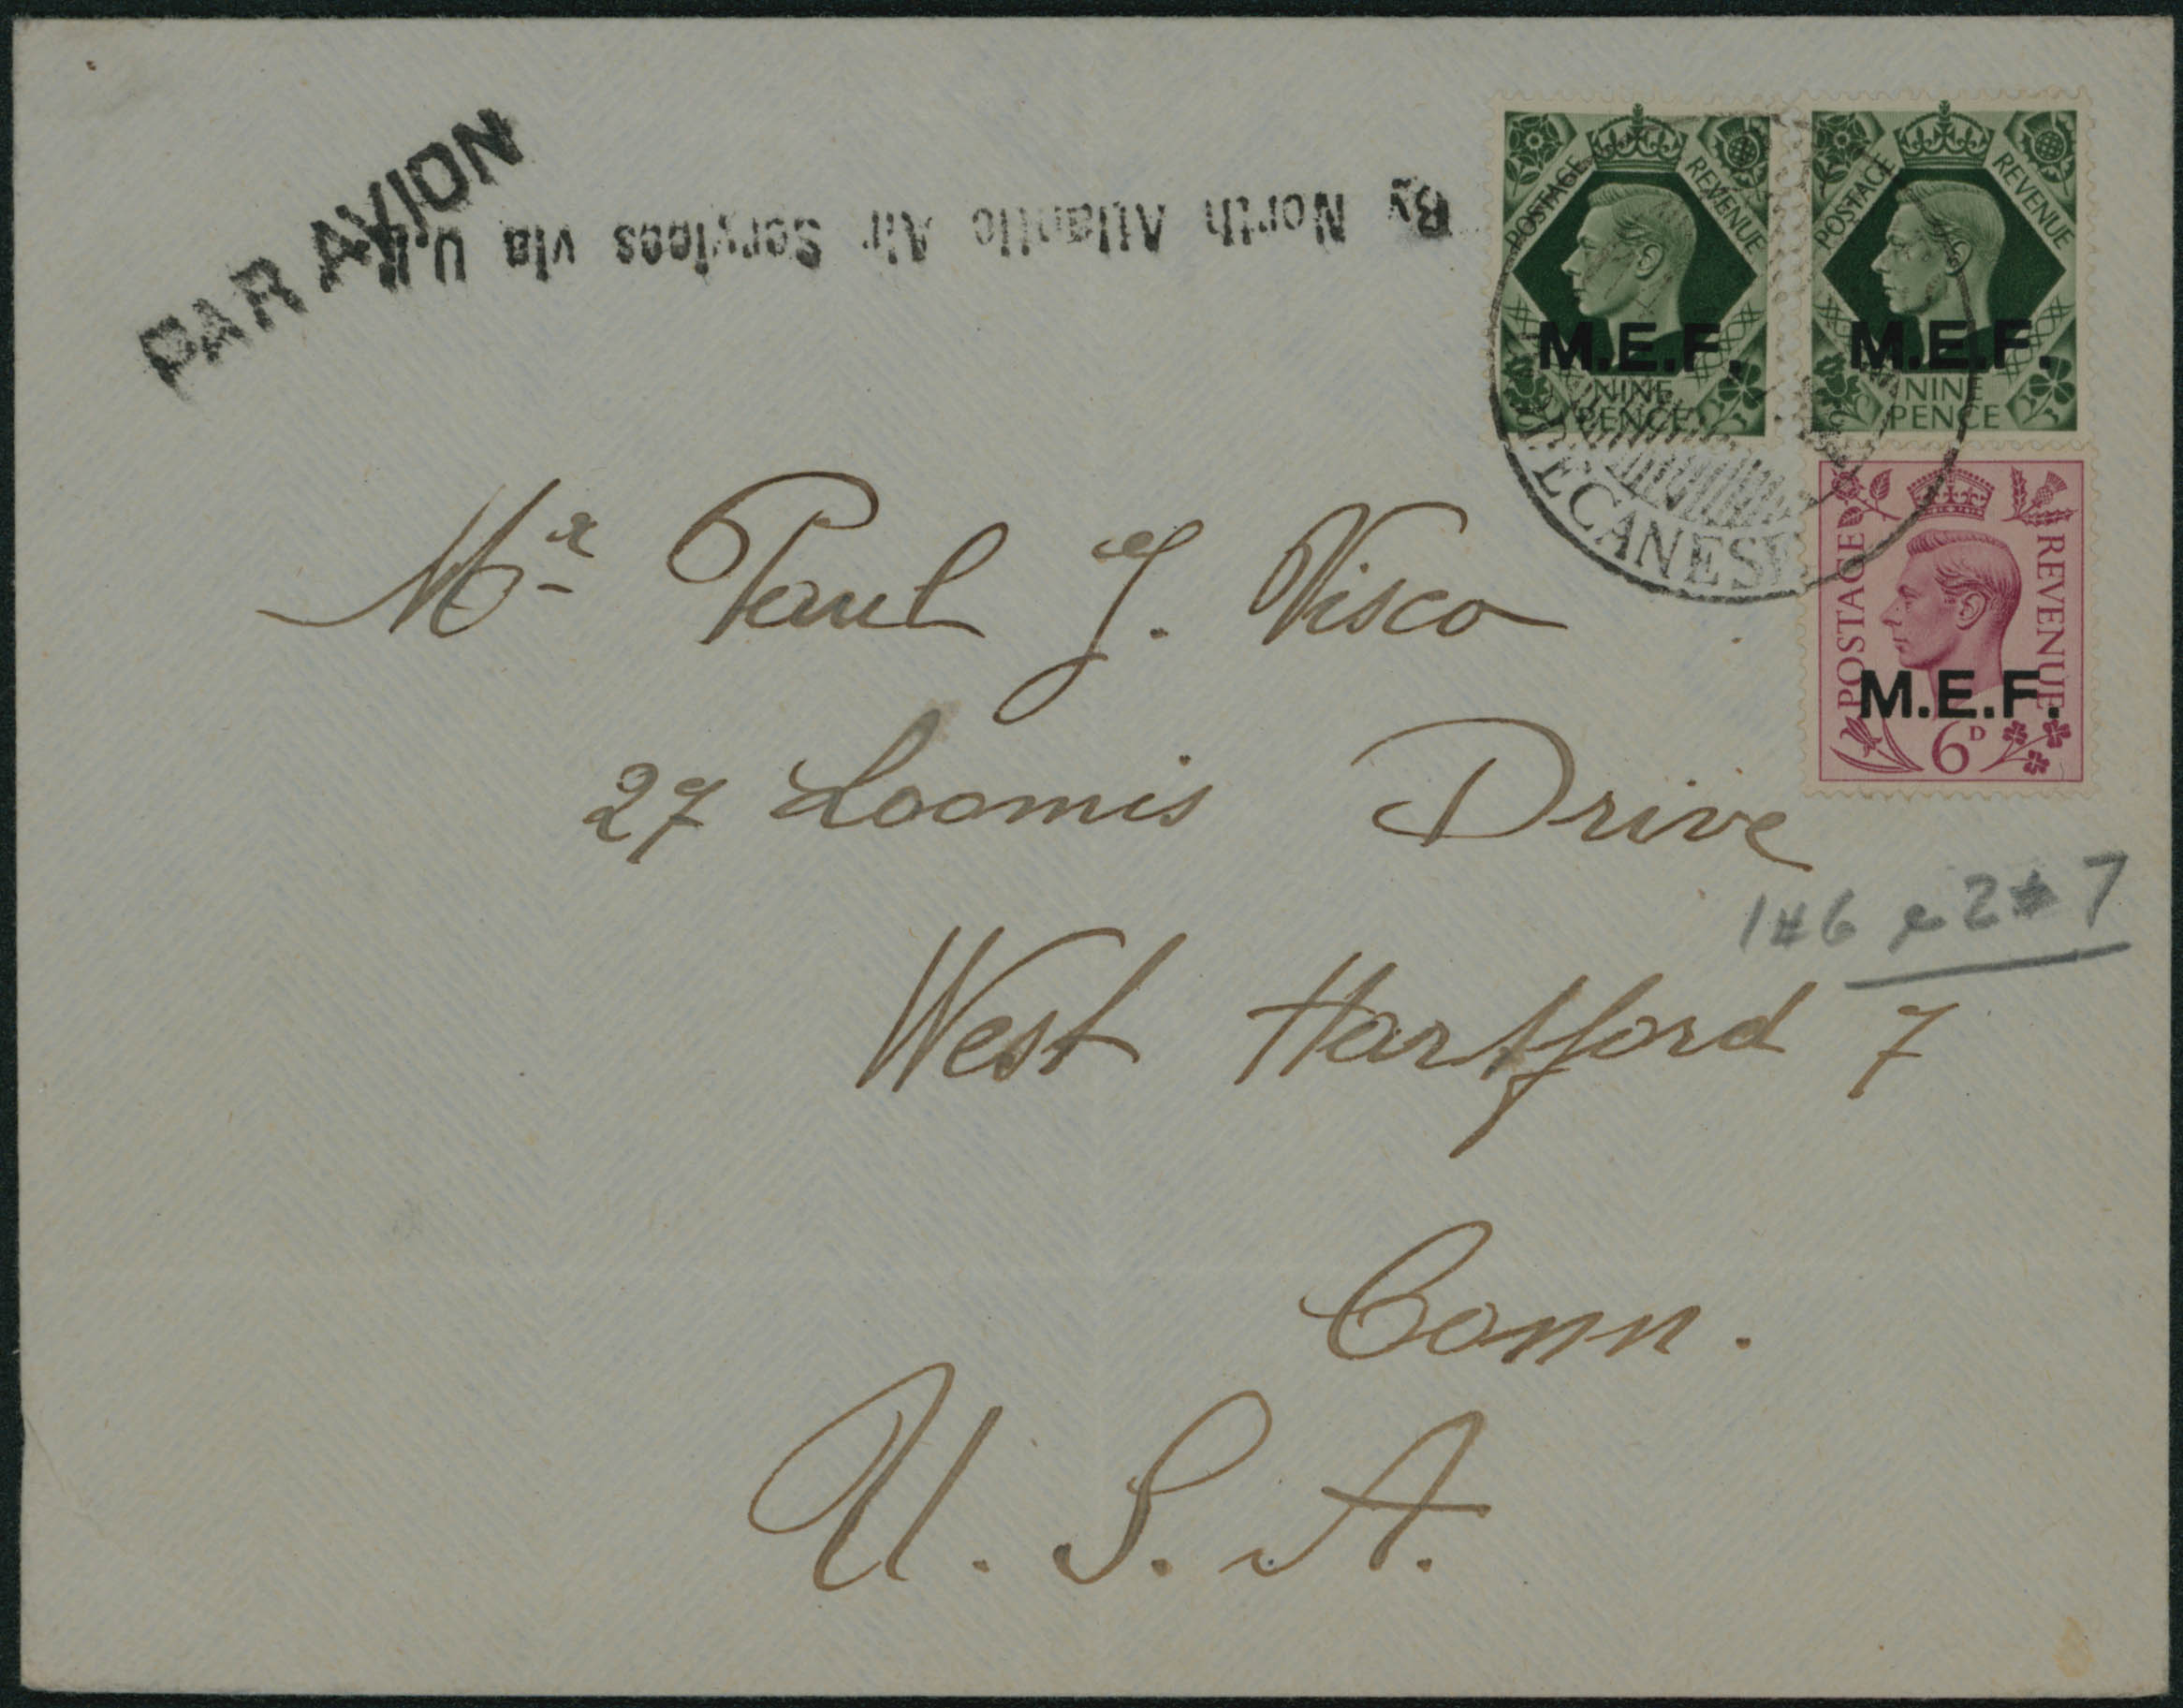 PAR AVION
By North Atlantic Air Services via U.K.
POSTAGE REVENUE
M.E.F.
NINE
PENCE
POSTAGE REVENUE
M.E.F.
NINE
PENCE
ECANESE
POSTAGE REVENUE
M.E.F.
6D
Mr Paul J. Visco
27 Loomis Drive
1#6 & 2#7
West Hartford 7
Conn.
U. S. A.